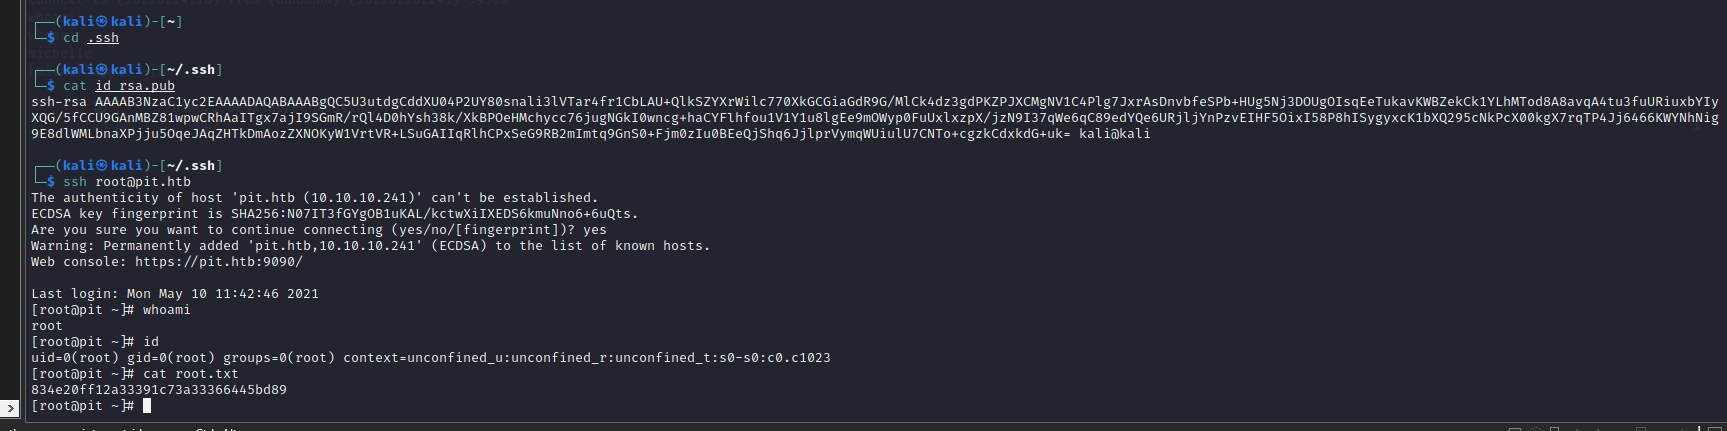 ┌──(kali㉿kali)-[~]
└─$ cd .ssh
┌──(kali㉿kali)-[~/.ssh]
└─$ cat id_rsa.pub
ssh-rsa AAAAB3NzaC1yc2EAAAADAQABAAABgQC5U3utdgCddXU04P2UY80snali3lVTar4fr1CbLAU+QlkSZYXrWilc770XkGCGiaGdR9G/MlCk4dz3gdPKZPJXCMgNV1C4Plg7JxrAsDnvbfeSPb+HUg5Nj3DOUgOIsqEeTukavKWBZekCk1YLhMTod8A8avqA4tu3fuURiuxbYIy
XQG/5fCCU9GAnMBZ81wpwCRhAaITgx7ajI9SGmR/rQl4D0hYsh38k/XkBPOeHMchycc76jugNGkI0wncg+haCYFlhfou1V1Y1u8lgEe9mOWyp0FuUxlxzpX/jzN9I37qWe6qC89edYQe6URjljYnPzvEIHF5OixI58P8hISygyxcK1bXQ295cNkPcX00kgX7rqTP4Jj6466KWYNhNig
9E8dlWMLbnaXPjju5OqeJAqZHTkDmAozZXNOKyW1VrtVR+LSuGAIIqRlhCPxSeG9RB2mImtq9GnS0+Fjm0zIu0BEeQjShq6JjlprVymqWUiulU7CNTo+cgzkCdxkdG+uk= kali@kali
┌──(kali㉿kali)-[~/.ssh]
└─$ ssh root@pit.htb
The authenticity of host 'pit.htb (10.10.10.241)' can't be established.
ECDSA key fingerprint is SHA256:N07IT3fGYgOB1uKAL/kctwXiIXEDS6kmuNno6+6uQts.
Are you sure you want to continue connecting (yes/no/[fingerprint])? yes
Warning: Permanently added 'pit.htb,10.10.10.241' (ECDSA) to the list of known hosts.
Web console: https://pit.htb:9090/
Last login: Mon May 10 11:42:46 2021
[root@pit ~]# whoami
root
[root@pit ~]# id
uid=0(root) gid=0(root) groups=0(root) context=unconfined_u:unconfined_r:unconfined_t:s0-s0:c0.c1023
[root@pit ~]# cat root.txt
834e20ff12a33391c73a33366445bd89
[root@pit ~]#